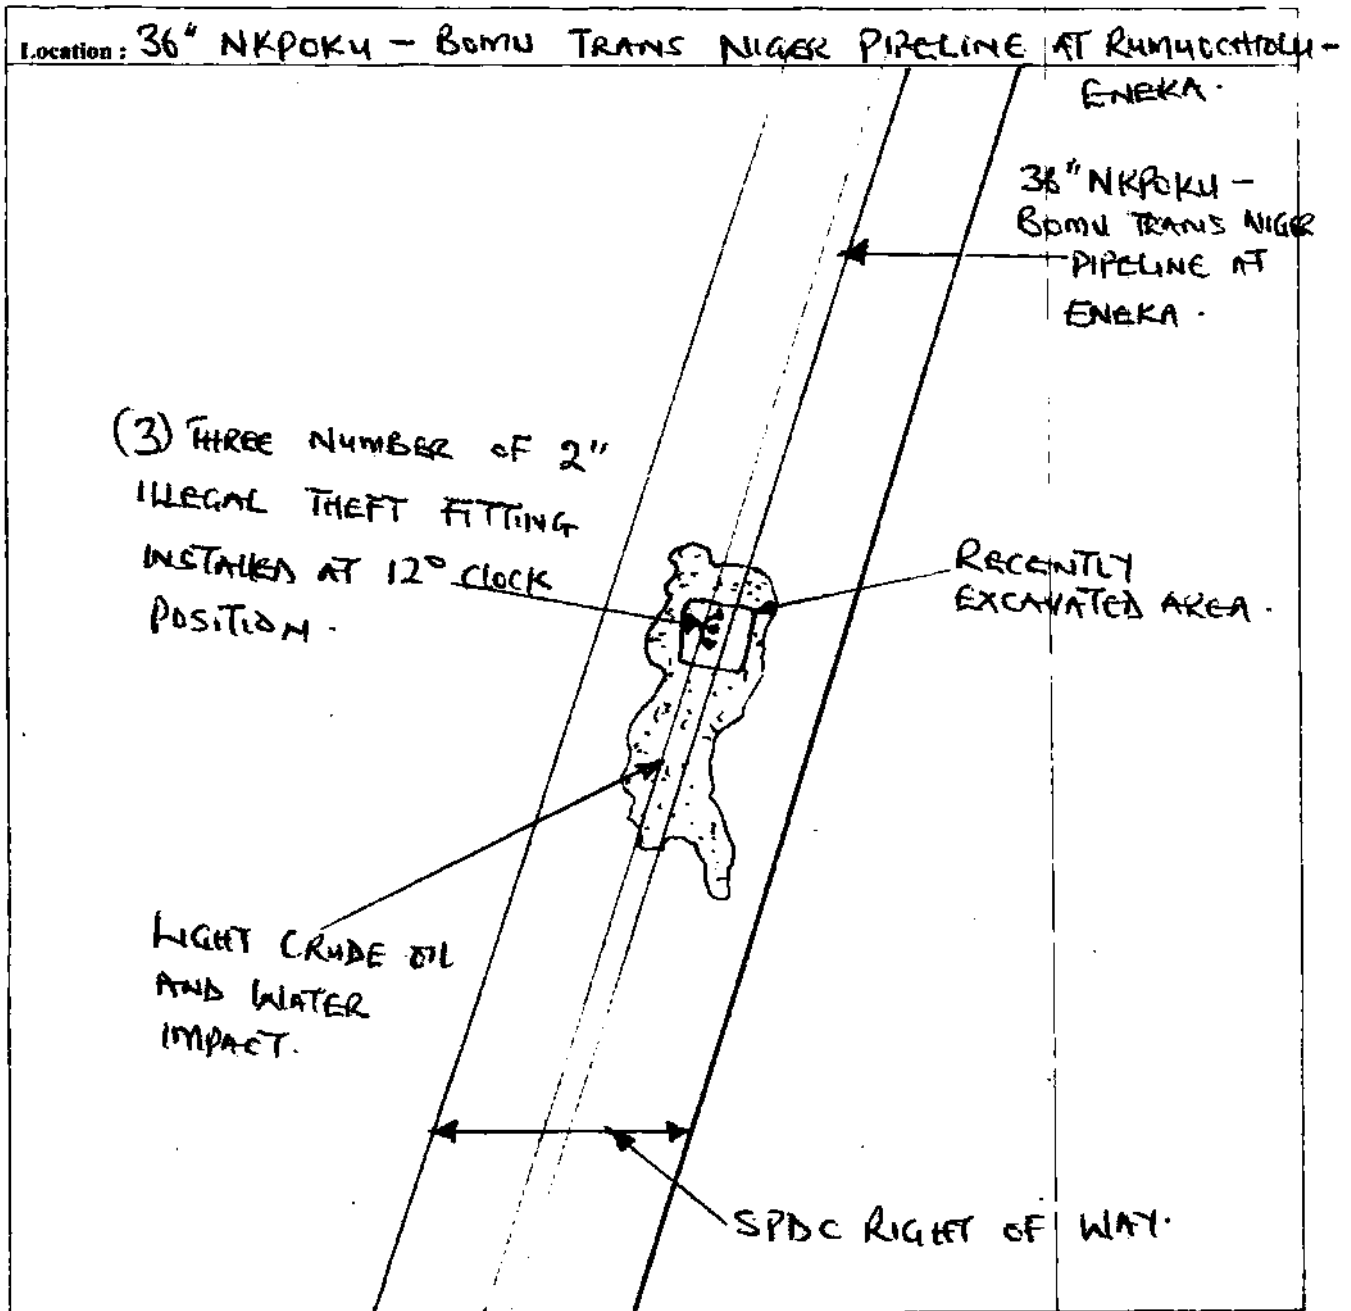 Location: 36" NKPOKU - BOMU TRANS NIGER PIPELINE AT RUMUOCHIOLU-
ENEKA.
36" NKPOKU -
BOMU TRANS NIGER
PIPELINE AT
ENEKA.
(3) THREE NUMBER OF 2"
ILLEGAL THEFT FITTING
INSTALLED AT 12° CLOCK
POSITION.
RECENTLY
EXCAVATED AREA.
LIGHT CRUDE OIL
AND WATER
IMPACT.
SPDC RIGHT OF WAY.